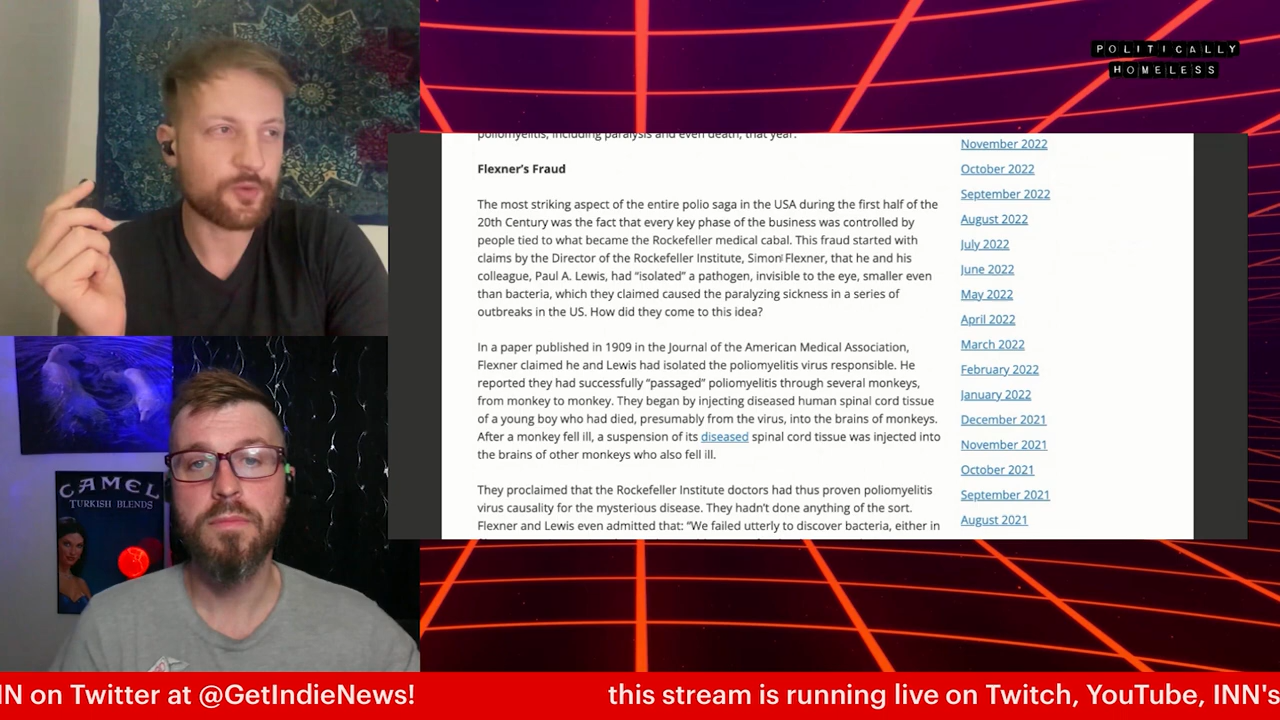 POLITICALLY
HOMELESS
poliomyelitis, including paralysis and even death, that year.
Flexner’s Fraud
The most striking aspect of the entire polio saga in the USA during the first half of the
20th Century was the fact that every key phase of the business was controlled by
people tied to what became the Rockefeller medical cabal. This fraud started with
claims by the Director of the Rockefeller Institute, Simon Flexner, that he and his
colleague, Paul A. Lewis, had “isolated” a pathogen, invisible to the eye, smaller even
than bacteria, which they claimed caused the paralyzing sickness in a series of
outbreaks in the US. How did they come to this idea?
In a paper published in 1909 in the Journal of the American Medical Association,
Flexner claimed he and Lewis had isolated the poliomyelitis virus responsible. He
reported they had successfully “passaged” poliomyelitis through several monkeys,
from monkey to monkey. They began by injecting diseased human spinal cord tissue
of a young boy who had died, presumably from the virus, into the brains of monkeys.
After a monkey fell ill, a suspension of its diseased spinal cord tissue was injected into
the brains of other monkeys who also fell ill.
They proclaimed that the Rockefeller Institute doctors had thus proven poliomyelitis
virus causality for the mysterious disease. They hadn’t done anything of the sort.
Flexner and Lewis even admitted that: “We failed utterly to discover bacteria, either in
November 2022
October 2022
September 2022
August 2022
July 2022
June 2022
May 2022
April 2022
March 2022
February 2022
January 2022
December 2021
November 2021
October 2021
September 2021
August 2021
CAMEL
TURKISH BLENDS
IN on Twitter at @GetIndieNews!
this stream is running live on Twitch, YouTube, INN's